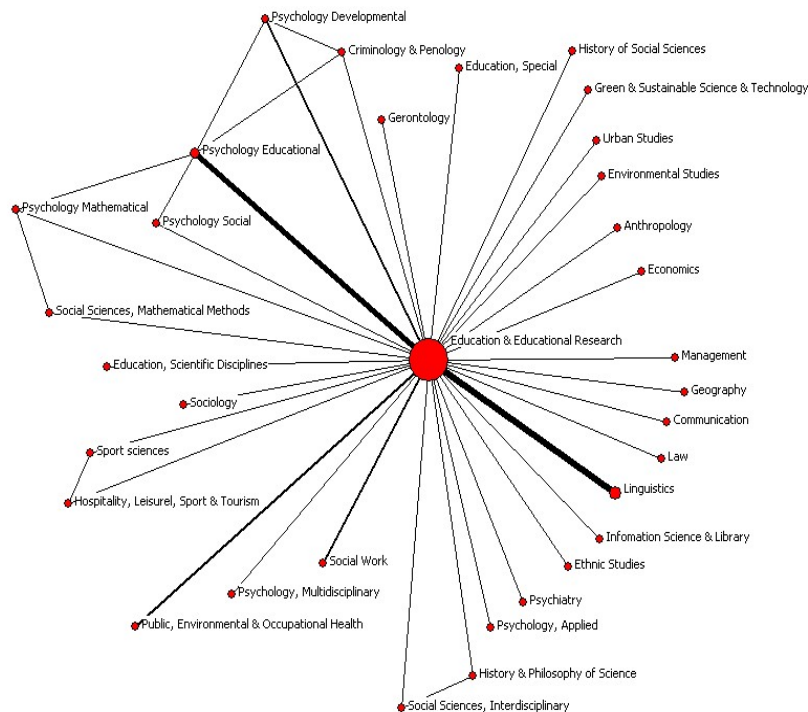 Psychology Developmental
Criminology & Penology
History of Social Sciences
Education, Special
Green & Sustainable Science & Technology
Gerontology
Urban Studies
Psychology Educational
Environmental Studies
Psychology Mathematical
Psychology Social
Anthropology
Economics
Social Sciences, Mathematical Methods
Education & Educational Research
Management
Education, Scientific Disciplines
Geography
Sociology
Communication
Sport sciences
Law
Linguistics
Hospitality, Leisurel, Sport & Tourism
Infomation Science & Library
Social Work
Ethnic Studies
Psychology, Multidisciplinary
Psychiatry
Public, Environmental & Occupational Health
Psychology, Applied
History & Philosophy of Science
Social Sciences, Interdisciplinary